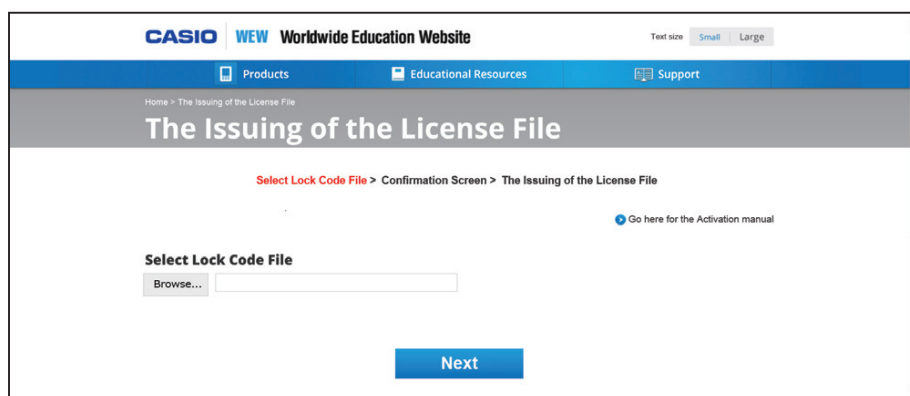 CASIO WEW Worldwide Education Website
Text size Small Large
Products Educational Resources Support
Home > The Issuing of the License File
The Issuing of the License File
Select Lock Code File > Confirmation Screen > The Issuing of the License File
Go here for the Activation manual
Select Lock Code File
Browse...
Next